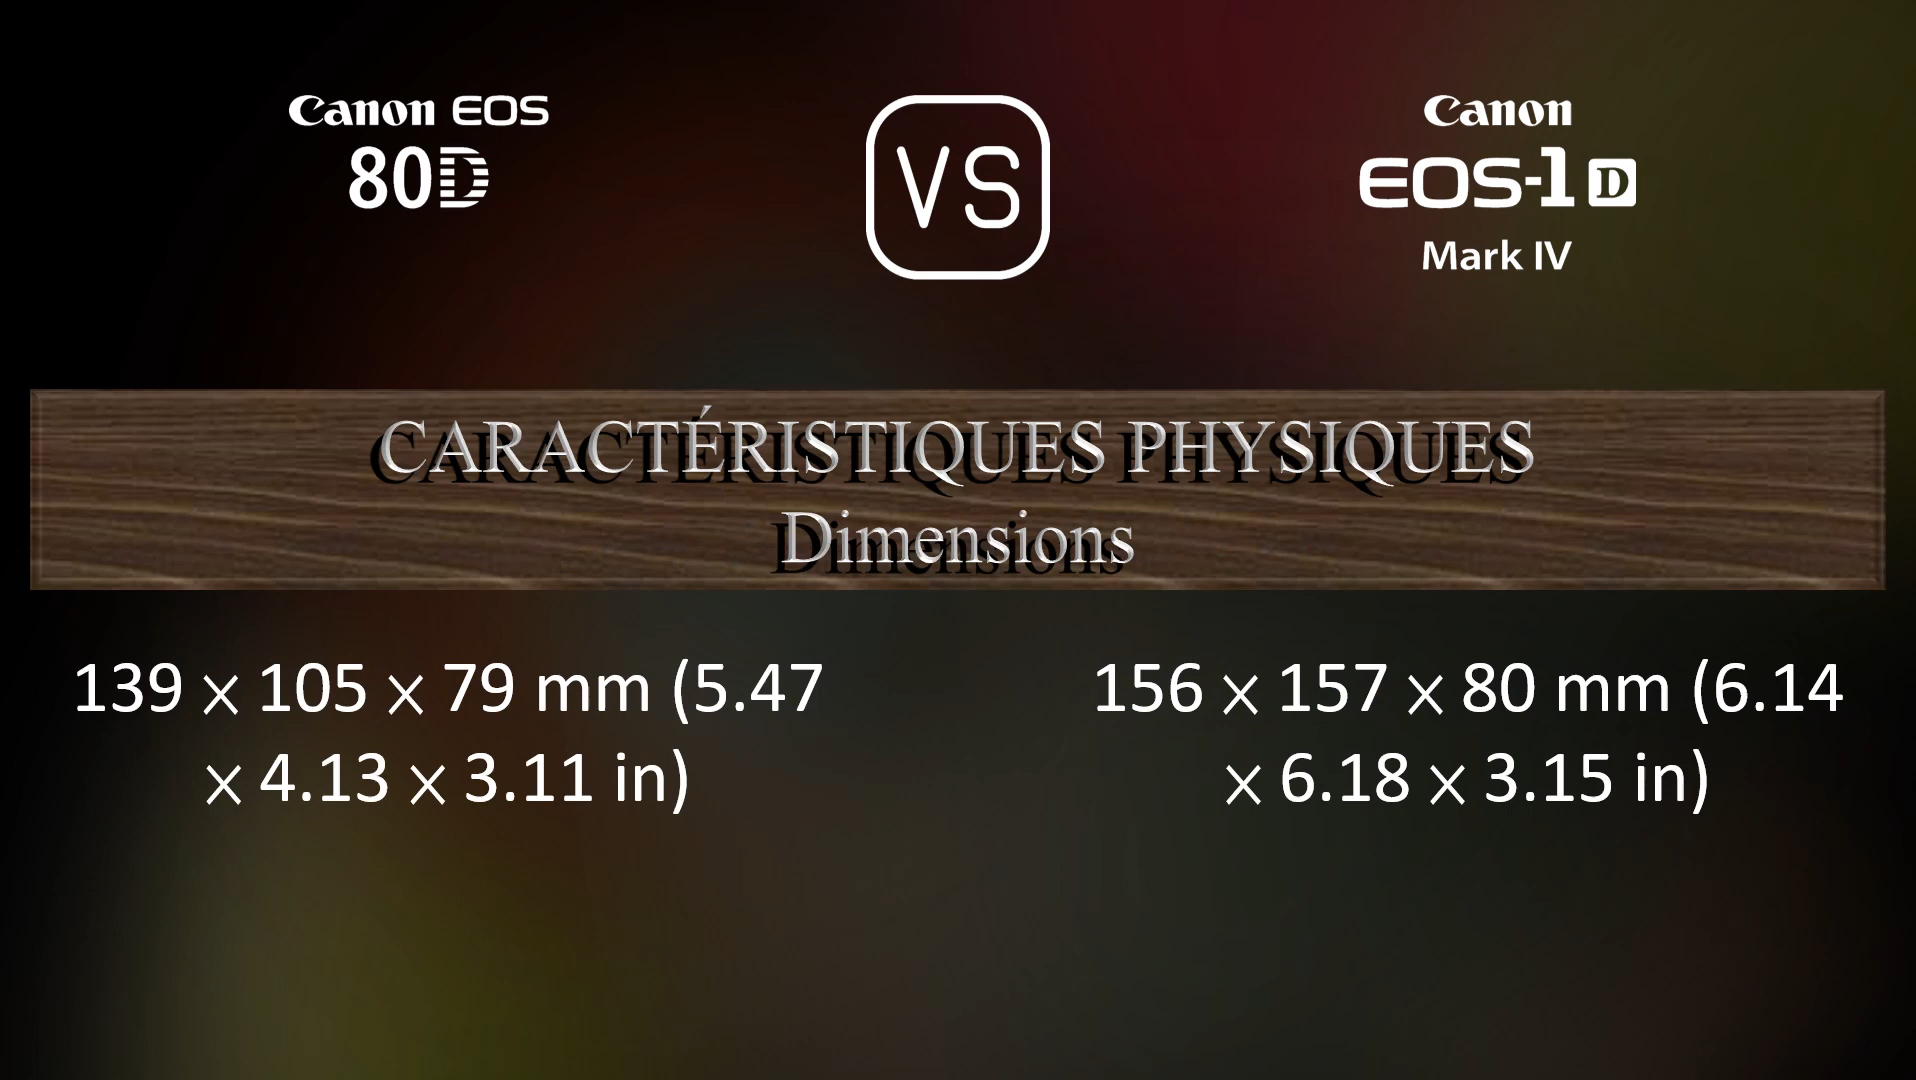 Canon EOS
80D
VS
Canon
EOS-1D
Mark IV
CARACTÉRISTIQUES PHYSIQUES
Dimensions
139 x 105 x 79 mm (5.47
x 4.13 x 3.11 in)
156 x 157 x 80 mm (6.14
x 6.18 x 3.15 in)